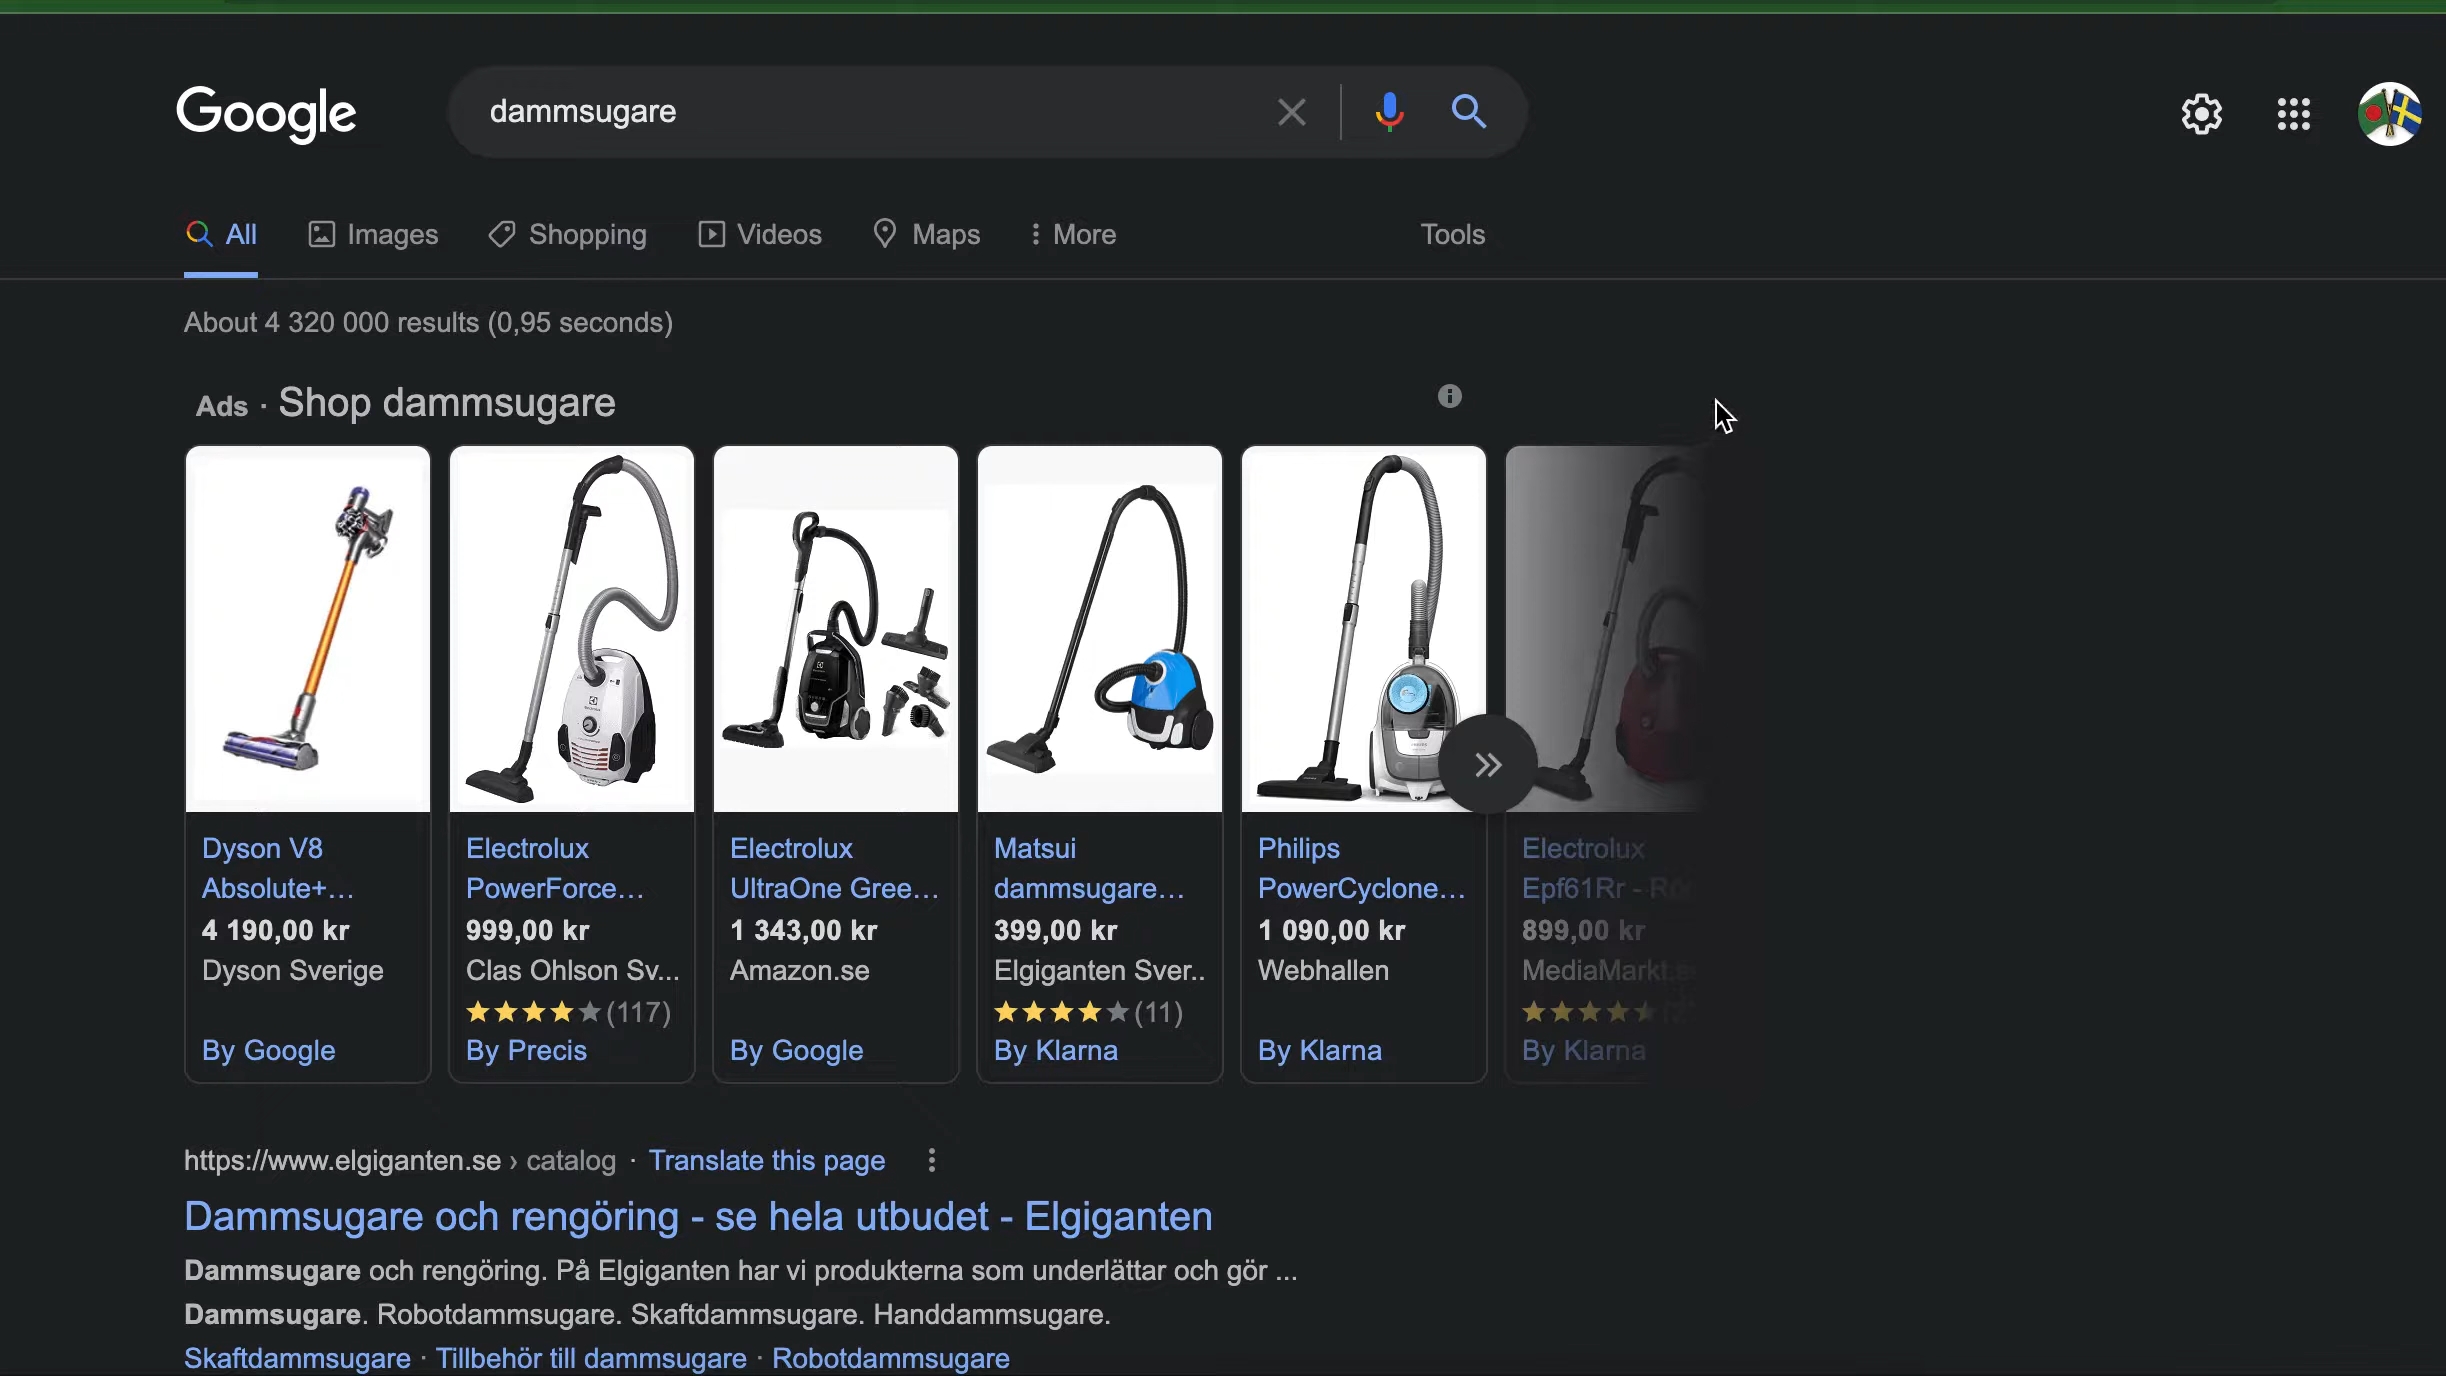 Google
dammsugare
All
Images
Shopping
Videos
Maps
More
Tools
About 4 320 000 results (0,95 seconds)
Ads · Shop dammsugare
Dyson V8
Absolute+...
4 190,00 kr
Dyson Sverige
By Google
Electrolux
PowerForce...
999,00 kr
Clas Ohlson Sv...
(117)
By Precis
Electrolux
UltraOne Gree...
1 343,00 kr
Amazon.se
By Google
Matsui
dammsugare...
399,00 kr
Elgiganten Sver..
(11)
By Klarna
Philips
PowerCyclone...
1 090,00 kr
Webhallen
By Klarna
Electrolux
Epf61Rr -
899,00 kr
MediaMarkt.
By Klarna
https://www.elgiganten.se › catalog · Translate this page
Dammsugare och rengöring - se hela utbudet - Elgiganten
Dammsugare och rengöring. På Elgiganten har vi produkterna som underlättar och gör ...
Dammsugare. Robotdammsugare. Skaftdammsugare. Handdammsugare.
Skaftdammsugare · Tillbehör till dammsugare · Robotdammsugare